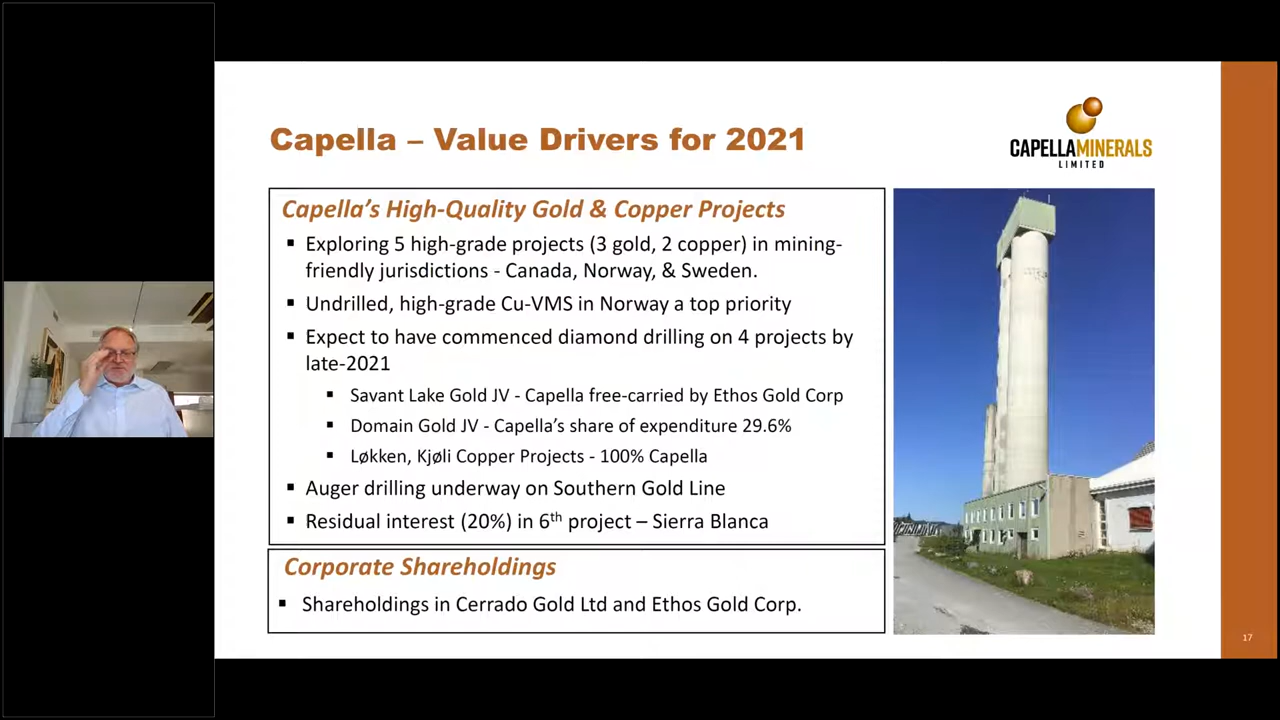 Capella – Value Drivers for 2021
CAPELLAMINERALS
LIMITED
Capella’s High-Quality Gold & Copper Projects
▪ Exploring 5 high-grade projects (3 gold, 2 copper) in mining-
friendly jurisdictions - Canada, Norway, & Sweden.
▪ Undrilled, high-grade Cu-VMS in Norway a top priority
▪ Expect to have commenced diamond drilling on 4 projects by
late-2021
▪ Savant Lake Gold JV - Capella free-carried by Ethos Gold Corp
▪ Domain Gold JV - Capella’s share of expenditure 29.6%
▪ Løkken, Kjøli Copper Projects - 100% Capella
▪ Auger drilling underway on Southern Gold Line
▪ Residual interest (20%) in 6th project – Sierra Blanca
Corporate Shareholdings
▪ Shareholdings in Cerrado Gold Ltd and Ethos Gold Corp.
17